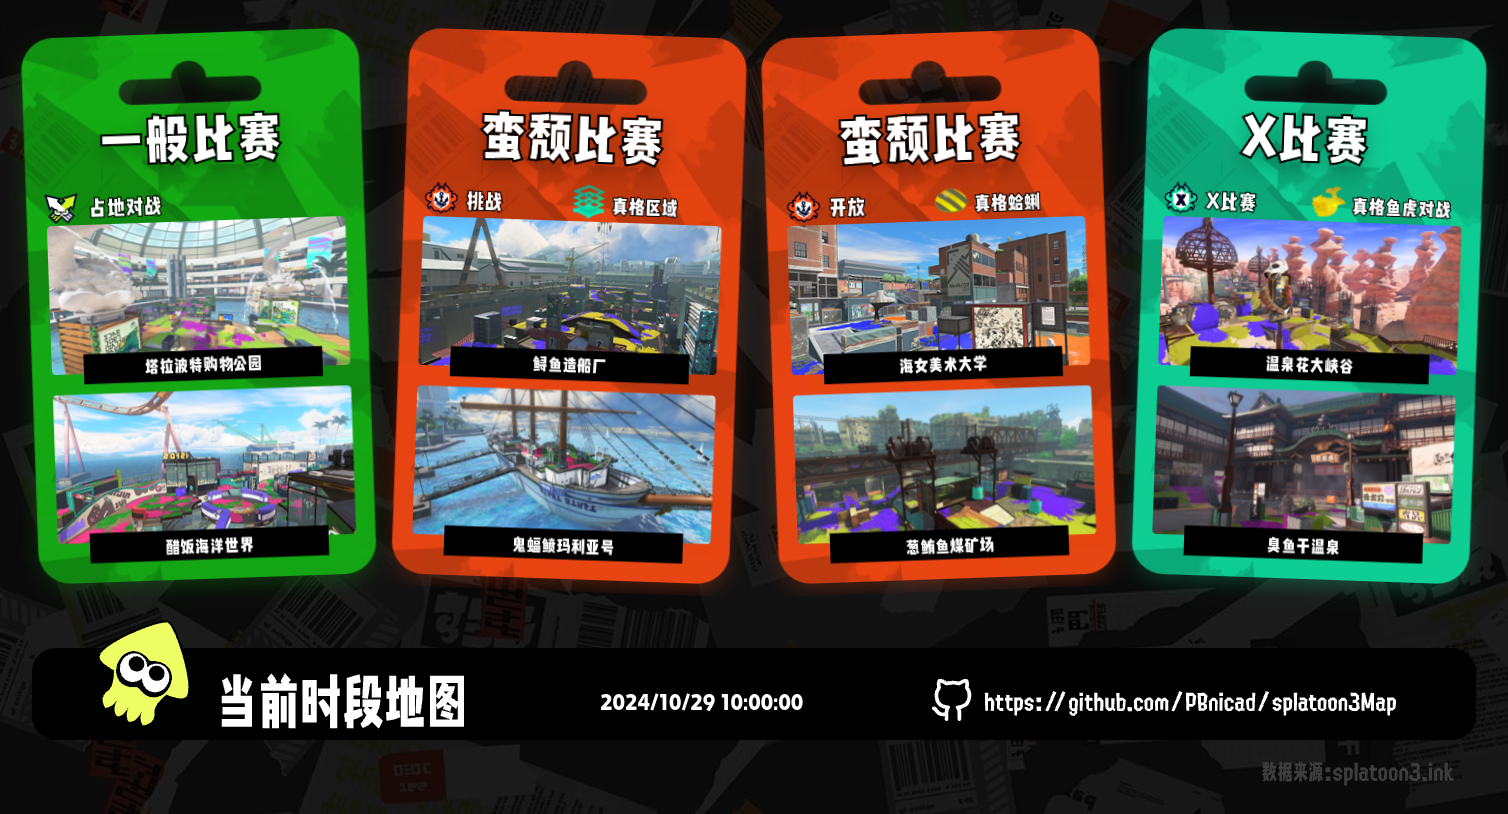 一般比赛
占地对战
塔拉波特购物公园
醋饭海洋世界
蛮颓比赛
挑战
真格区域
鲟鱼造船厂
鬼蝠鲼玛利亚号
蛮颓比赛
开放
真格蛤蜊
海女美术大学
葱鲔鱼煤矿场
X比赛
X比赛
真格鱼虎对战
温泉花大峡谷
臭鱼干温泉
当前时段地图
2024/10/29 10:00:00
https://github.com/PBnicad/splatoon3Map
数据来源:splatoon3.ink